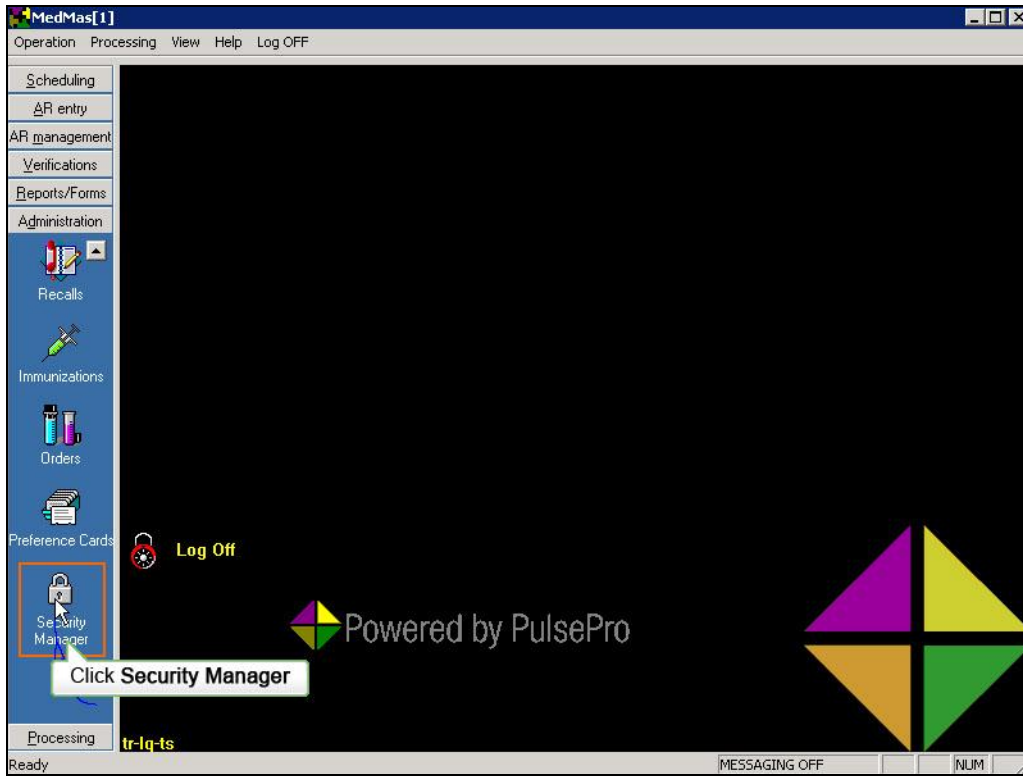 MedMas[1]
Operation Processing View Help Log OFF
Scheduling
AR entry
AR management
Verifications
Reports/Forms
Administration
Recalls
Immunizations
Orders
Preference Cards
Log Off
Security
Manager
Powered by PulsePro
Click Security Manager
Processing
tr-lq-ts
Ready MESSAGING OFF NUM